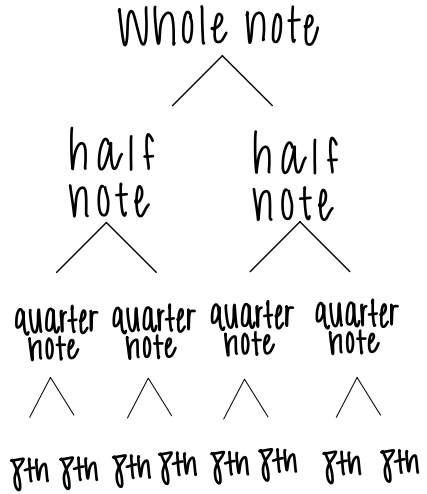 Whole note
half half
note note
quarter quarter quarter quarter
note note note note
8th 8th 8th 8th 8th 8th 8th 8th